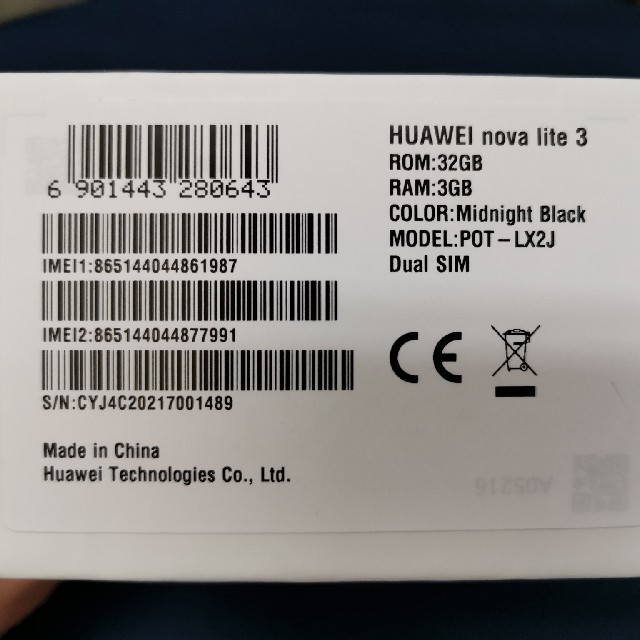 6 901443 280643
IMEI1:865144044861987
IMEI2:865144044877991
S/N:CYJ4C20217001489
Made in China
Huawei Technologies Co., Ltd.
HUAWEI nova lite 3
ROM:32GB
RAM:3GB
COLOR:Midnight Black
MODEL:POT-LX2J
Dual SIM
CE
A05216